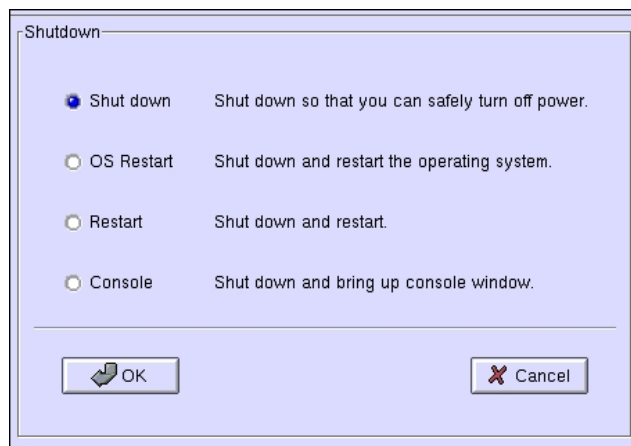 Shutdown
Shut down Shut down so that you can safely turn off power.
OS Restart Shut down and restart the operating system.
Restart Shut down and restart.
Console Shut down and bring up console window.
OK Cancel